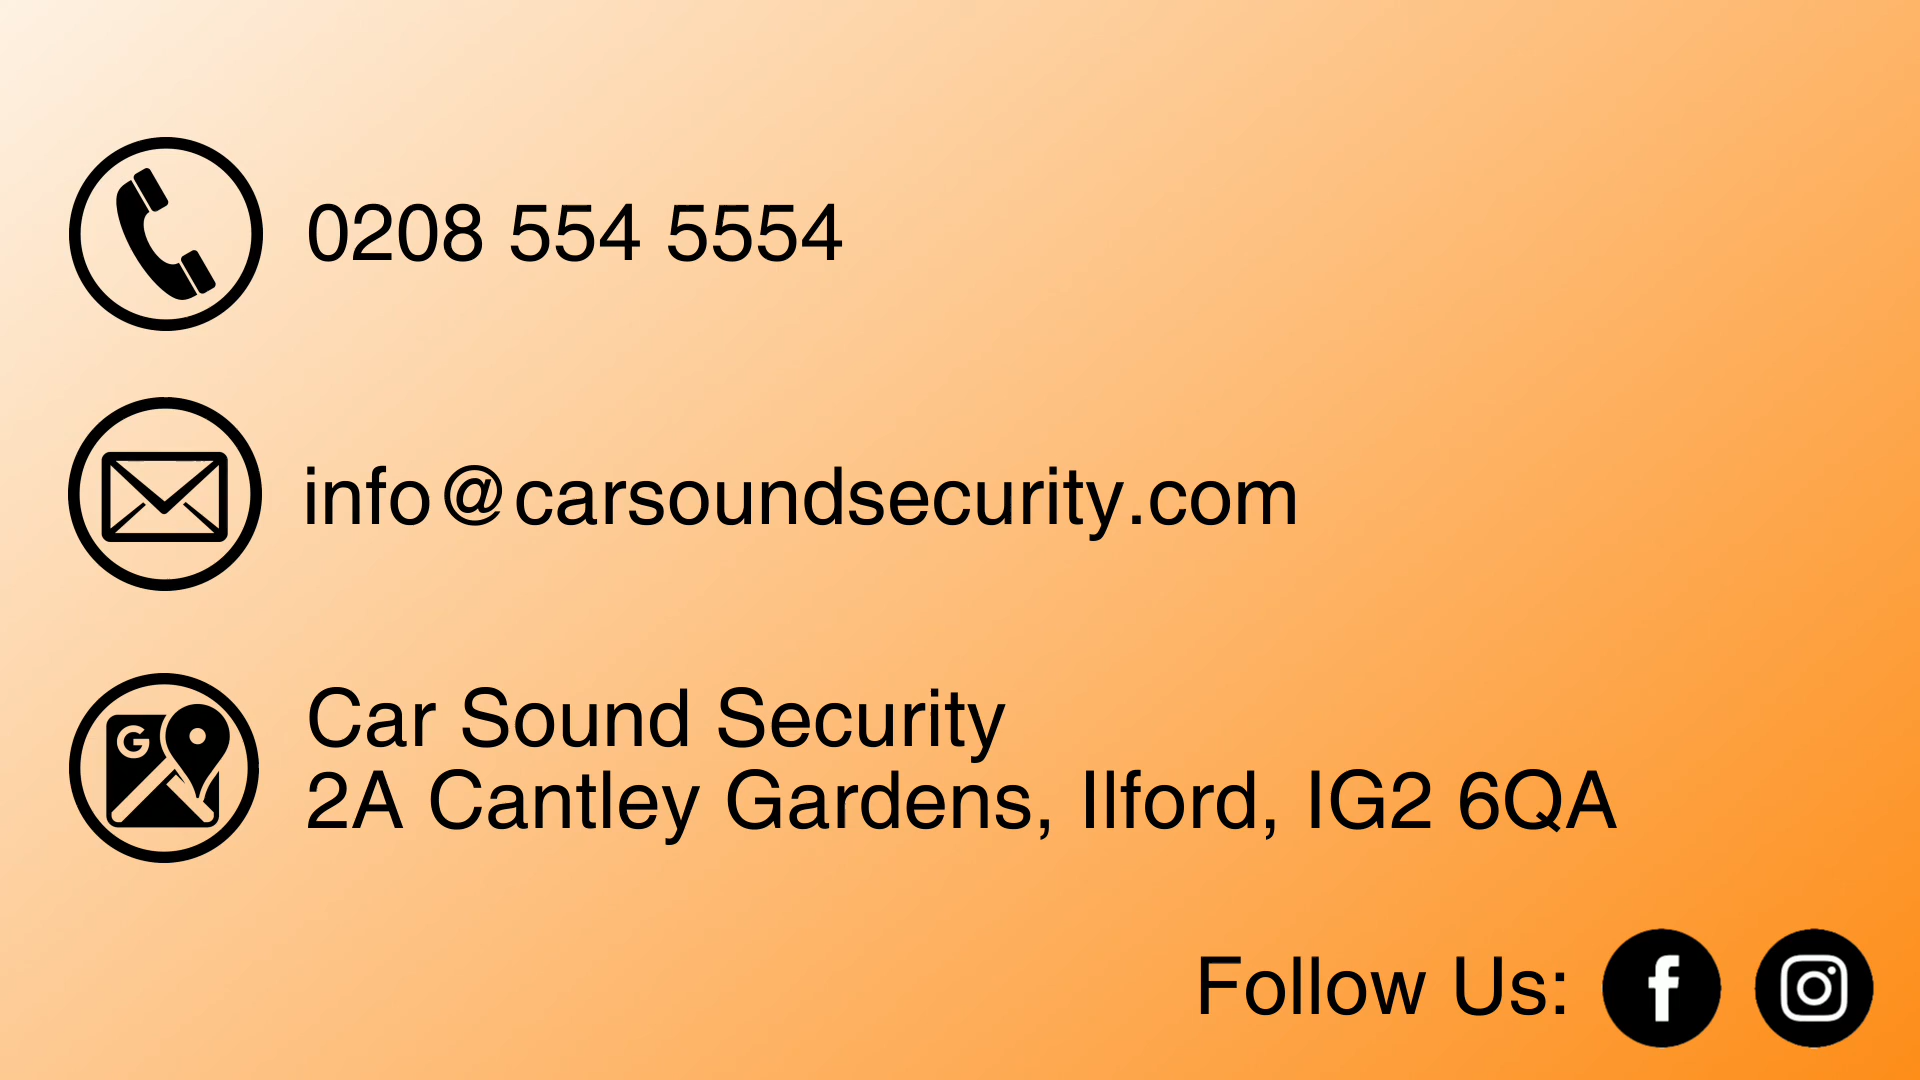 0208 554 5554
info@carsoundsecurity.com
Car Sound Security
2A Cantley Gardens, Ilford, IG2 6QA
Follow Us: